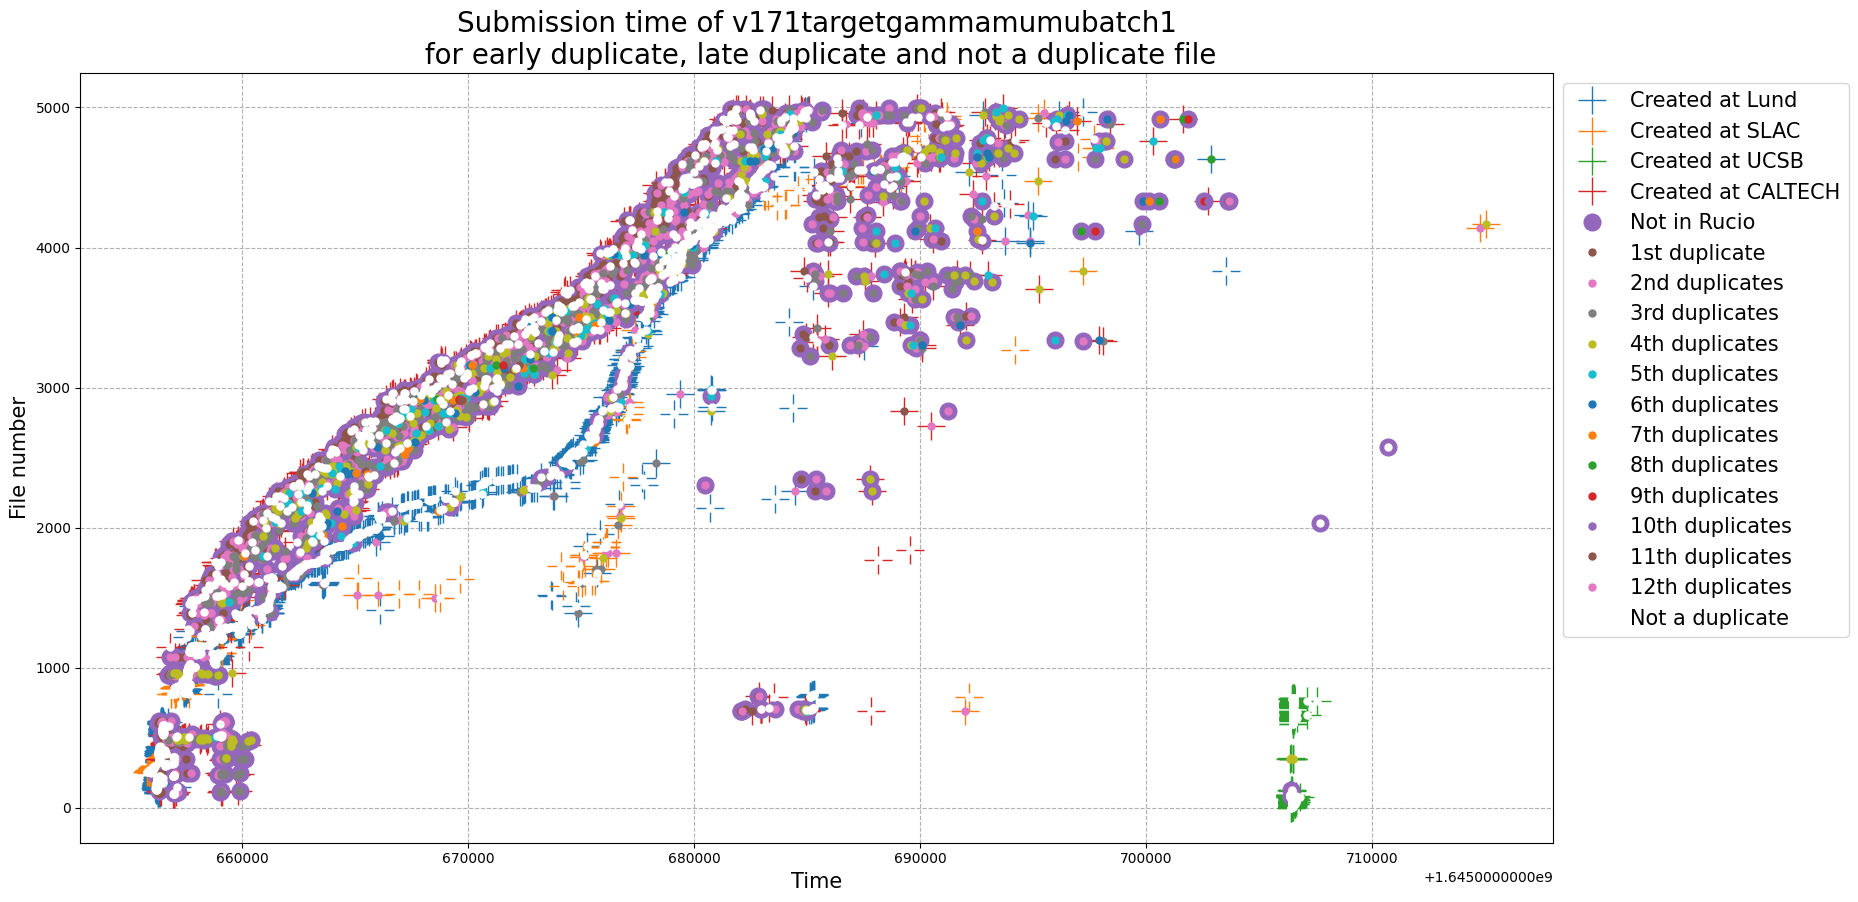 Submission time of v171targetgammamumubatch1
for early duplicate, late duplicate and not a duplicate file
File number
5000
4000
3000
2000
1000
0
660000
670000
680000
690000
700000
710000
Time
+1.6450000000e9
Created at Lund
Created at SLAC
Created at UCSB
Created at CALTECH
Not in Rucio
1st duplicate
2nd duplicates
3rd duplicates
4th duplicates
5th duplicates
6th duplicates
7th duplicates
8th duplicates
9th duplicates
10th duplicates
11th duplicates
12th duplicates
Not a duplicate